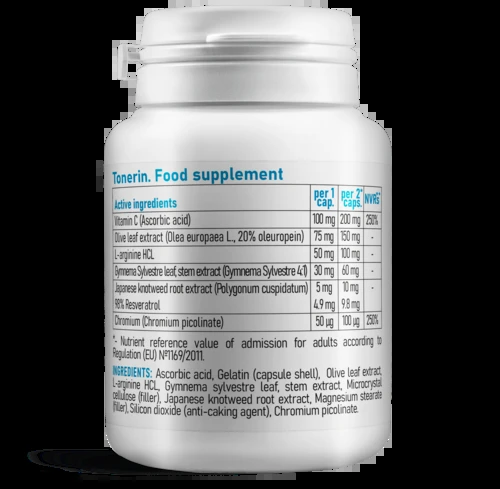 Tonerin. Food supplement
Active ingredients per 1 cap. per 2* caps. NVRs**
Vitamin C (Ascorbic acid) 100 mg 200 mg 250%
Olive leaf extract (Olea europaea L., 20% oleuropein) 75 mg 150 mg -
L-arginine HCL 50 mg 100 mg -
Gymnema Sylvestre leaf, stem extract (Gymnema Sylvestre 4:1) 30 mg 60 mg -
Japanese knotweed root extract (Polygonum cuspidatum) 5 mg 10 mg -
98% Resveratrol 4.9 mg 9.8 mg
Chromium (Chromium picolinate) 50 µg 100 µg 250%
*- Nutrient reference value of admission for adults according to
Regulation (EU) №1169/2011.
INGREDIENTS: Ascorbic acid, Gelatin (capsule shell), Olive leaf extract,
L-arginine HCL, Gymnema sylvestre leaf, stem extract, Microcrystal
cellulose (filler), Japanese knotweed root extract, Magnesium stearate
(filler), Silicon dioxide (anti-caking agent), Chromium picolinate.